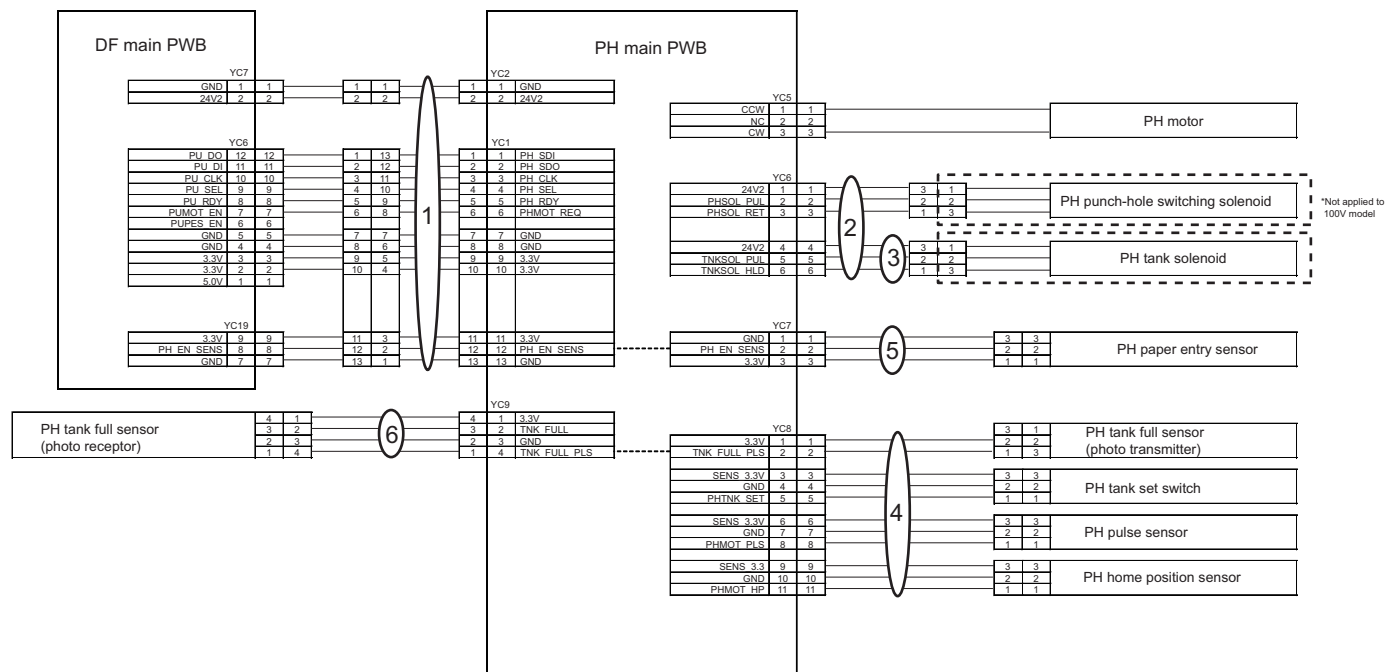 DF main PWB
PH main PWB
YC7
GND 1 1 1 1
24V2 2 2 2 2
YC2
1 1 GND
2 2 24V2
YC6
PU DO 12 12 1 13
PU DI 11 11 2 12
PU CLK 10 10 3 11
PU SEL 9 9 4 10
PU RDY 8 8 5 9
PUMOT EN 7 7 6 8
PUPES EN 6 6
GND 5 5 7 7
GND 4 4 8 6
3.3V 3 3 9 5
3.3V 2 2 10 4
5.0V 1 1
YC1
1 1 PH SDI
2 2 PH SDO
3 3 PH CLK
4 4 PH SEL
5 5 PH RDY
6 6 PHMOT REQ
7 7 GND
8 8 GND
9 9 3.3V
10 10 3.3V
YC19
3.3V 9 9 11 3
PH EN SENS 8 8 12 2
GND 7 7 13 1
11 11 3.3V
12 12 PH EN SENS
13 13 GND
1
PH tank full sensor
(photo receptor)
4 1
3 2
2 3
1 4
6
YC9
4 1 3.3V
3 2 TNK FULL
2 3 GND
1 4 TNK FULL PLS
YC5
CCW 1 1
NC 2 2
CW 3 3
PH motor
YC6
24V2 1 1
PHSOL PUL 2 2
PHSOL RET 3 3
2
3 1
2 2
1 3
PH punch-hole switching solenoid
*Not applied to
100V model
24V2 4 4
TNKSOL PUL 5 5
TNKSOL HLD 6 6
3
3 1
2 2
1 3
PH tank solenoid
YC7
GND 1 1
PH EN SENS 2 2
3.3V 3 3
5
3 3
2 2
1 1
PH paper entry sensor
YC8
3.3V 1 1
TNK FULL PLS 2 2
3 1
2 2
1 3
PH tank full sensor
(photo transmitter)
SENS 3.3V 3 3
GND 4 4
PHTNK SET 5 5
3 3
2 2
1 1
PH tank set switch
4
SENS 3.3V 6 6
GND 7 7
PHMOT PLS 8 8
3 3
2 2
1 1
PH pulse sensor
SENS 3.3 9 9
GND 10 10
PHMOT HP 11 11
3 3
2 2
1 1
PH home position sensor